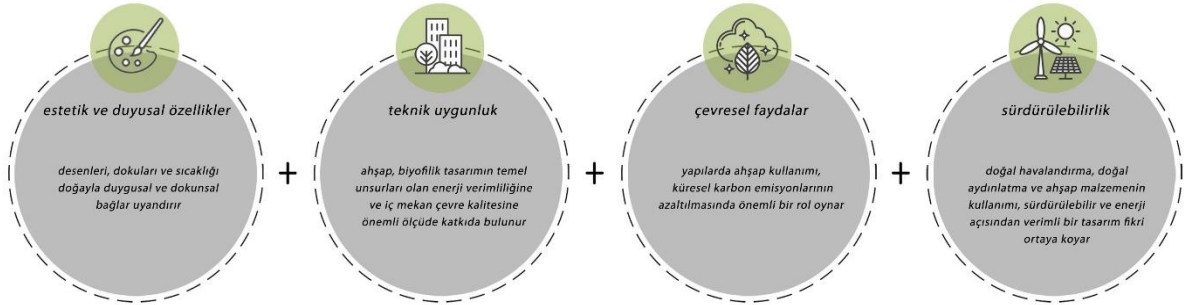 estetik ve duyusal özellikler
desenleri, dokuları ve sıcaklığı
doğayla duygusal ve dokunsal
bağlar uyandırır
+
teknik uygunluk
ahşap, biyofilik tasarımın temel
unsurları olan enerji verimliliğine
ve iç mekan çevre kalitesine
önemli ölçüde katkıda bulunur
+
çevresel faydalar
yapılarda ahşap kullanımı,
küresel karbon emisyonlarının
azaltılmasında önemli bir rol oynar
+
sürdürülebilirlik
doğal havalandırma, doğal
aydınlatma ve ahşap malzemenin
kullanımı, sürdürülebilir ve enerji
açısından verimli bir tasarım fikri
ortaya koyar